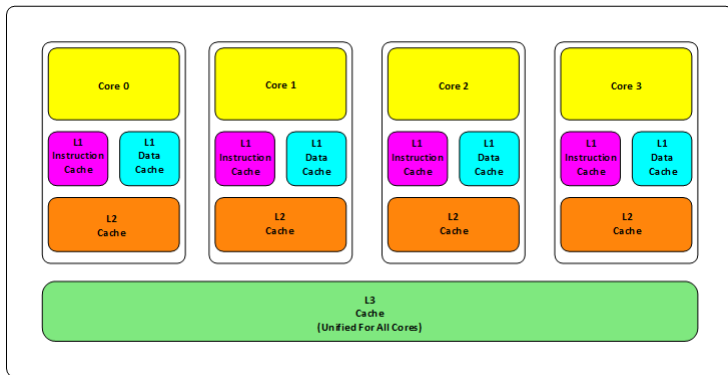 Core 0
Core 1
Core 2
Core 3
L1
Instruction
Cache
L1
Data
Cache
L1
Instruction
Cache
L1
Data
Cache
L1
Instruction
Cache
L1
Data
Cache
L1
Instruction
Cache
L1
Data
Cache
L2
Cache
L2
Cache
L2
Cache
L2
Cache
L3
Cache
(Unified For All Cores)